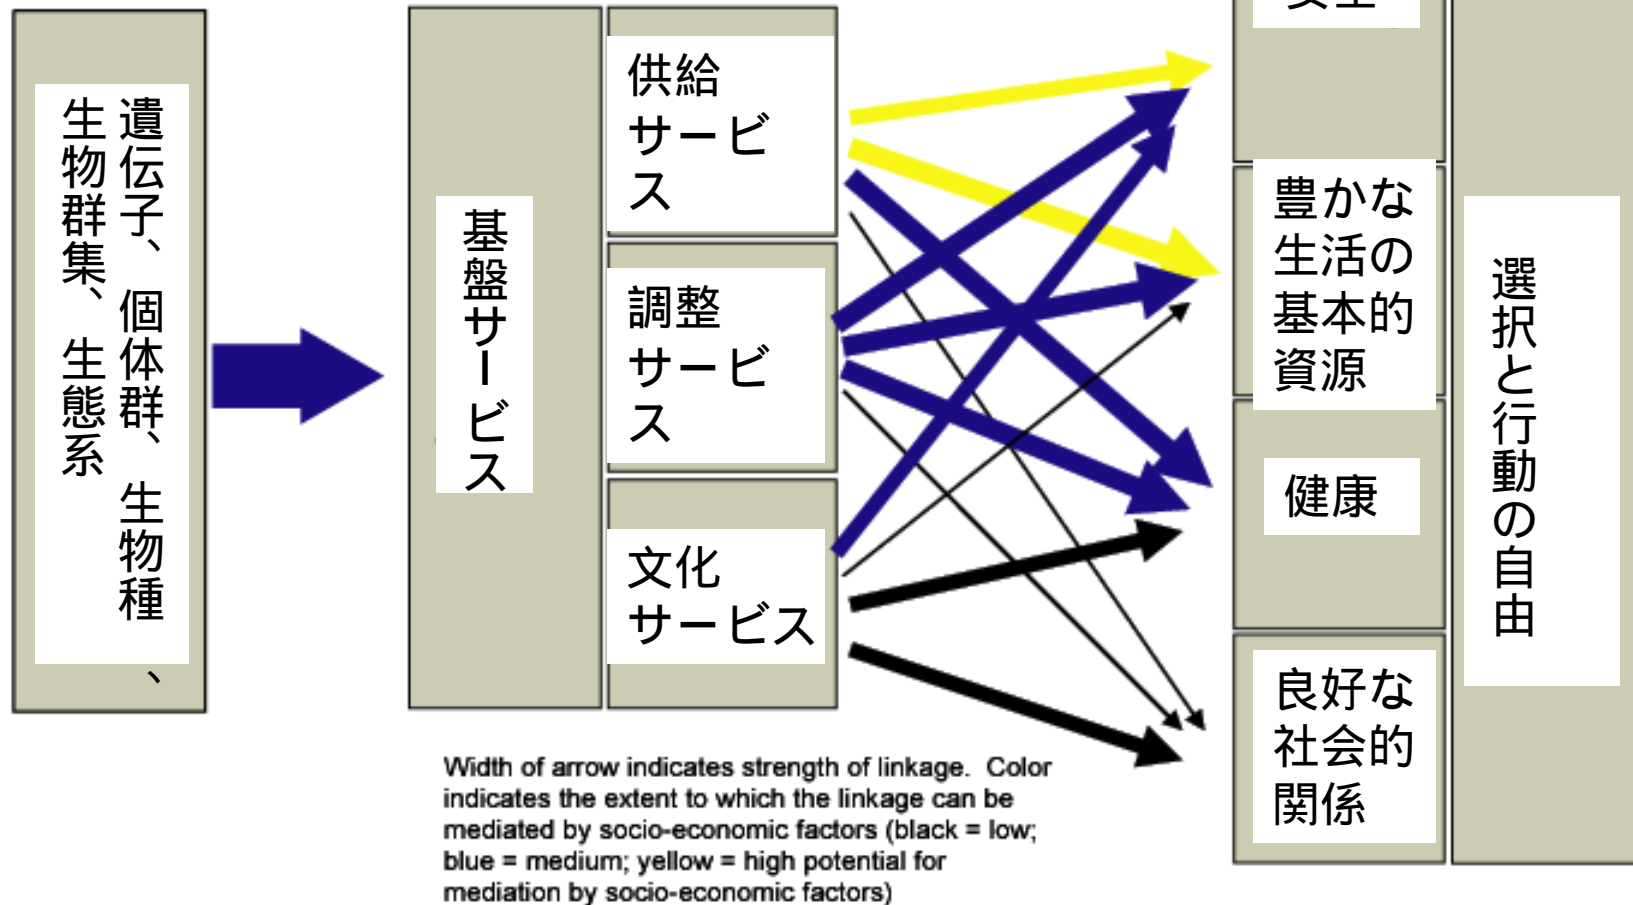 遺伝子、個体群、生物種、
生物群集、生態系
基盤サービス
供給
サービ
ス
調整
サービ
ス
文化
サービス
豊かな
生活の
基本的
資源
健康
良好な
社会的
関係
選択と行動の自由
Width of arrow indicates strength of linkage. Color
indicates the extent to which the linkage can be
mediated by socio-economic factors (black = low;
blue = medium; yellow = high potential for
mediation by socio-economic factors)